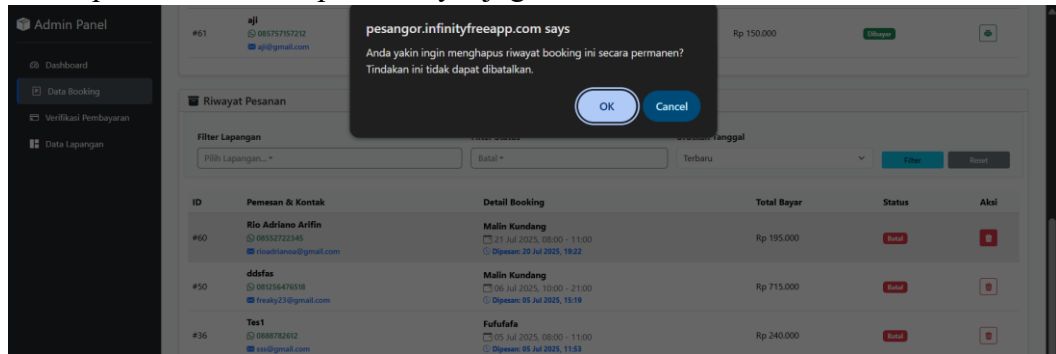 Admin Panel
Dashboard
Data Booking
Verifikasi Pembayaran
Data Lapangan
pesangor.infinityfreeapp.com says
Anda yakin ingin menghapus riwayat booking ini secara permanen?
Tindakan ini tidak dapat dibatalkan.
OK
Cancel
#61
aji
085757157212
aji@gmail.com
Rp 150.000
Dibayar
Riwayat Pesanan
Filter Lapangan
Tanggal
Pilih Lapangan...
Batal
Terbaru
Filter
Reset
ID Pemesan & Kontak Detail Booking Total Bayar Status Aksi
#60
Rio Adriano Arifin
08552722345
rioadrianoa@gmail.com
Malin Kundang
21 Jul 2025, 08:00 - 11:00
Dipesan: 20 Jul 2025, 19:22
Rp 195.000
Batal
#50
ddsfas
081256476518
freaky23@gmail.com
Malin Kundang
06 Jul 2025, 10:00 - 21:00
Dipesan: 05 Jul 2025, 15:19
Rp 715.000
Batal
#36
Tes1
0888782612
sss@gmail.com
Fufufafa
05 Jul 2025, 08:00 - 11:00
Dipesan: 05 Jul 2025, 11:53
Rp 240.000
Batal